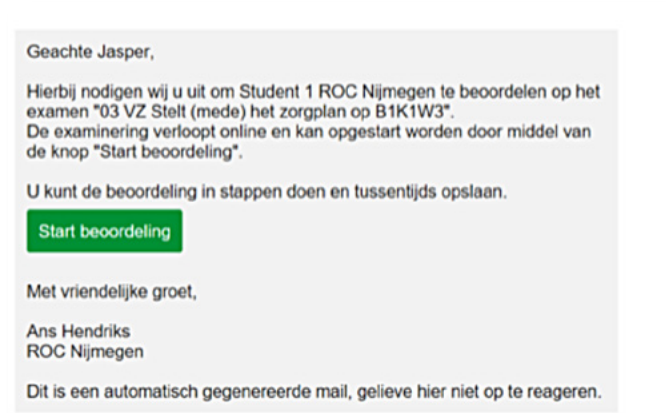 Geachte Jasper,
Hierbij nodigen wij u uit om Student 1 ROC Nijmegen te beoordelen op het
examen "03 VZ Stelt (mede) het zorgplan op B1K1W3".
De examinering verloopt online en kan opgestart worden door middel van
de knop "Start beoordeling".
U kunt de beoordeling in stappen doen en tussentijds opslaan.
Start beoordeling
Met vriendelijke groet,
Ans Hendriks
ROC Nijmegen
Dit is een automatisch gegenereerde mail, gelieve hier niet op te reageren.